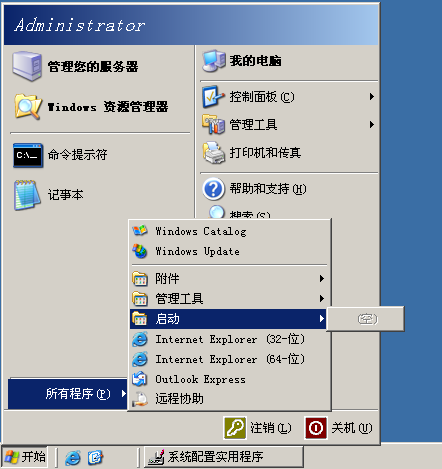 Administrator
管理您的服务器
Windows 资源管理器
命令提示符
记事本
我的电脑
控制面板(C)
管理工具
打印机和传真
帮助和支持(H)
搜索(S)
Windows Catalog
Windows Update
附件
管理工具
启动
(空)
Internet Explorer (32-位)
Internet Explorer (64-位)
Outlook Express
远程协助
所有程序(P)
注销(L)
关机(U)
开始
系统配置实用程序